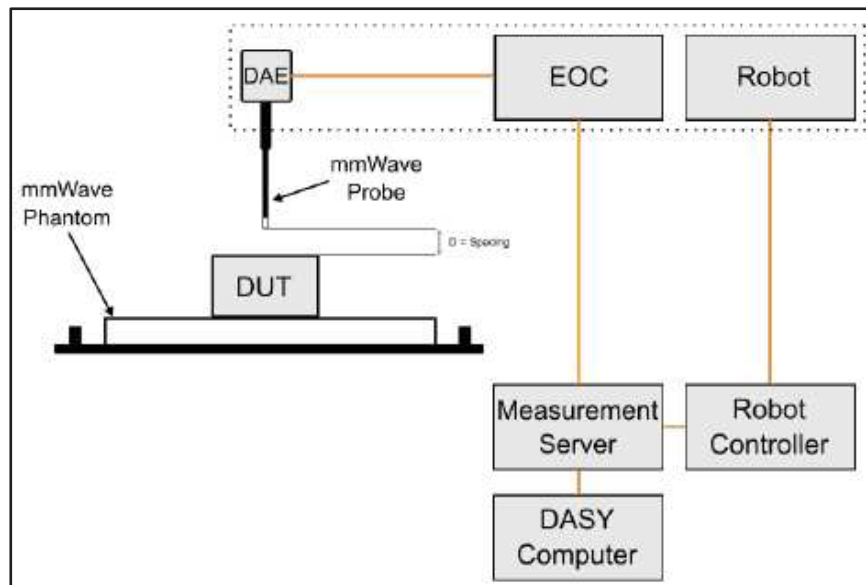 DAE
EOC
Robot
mmWave
Probe
mmWave
Phantom
D = Spacing
DUT
Measurement
Server
Robot
Controller
DASY
Computer